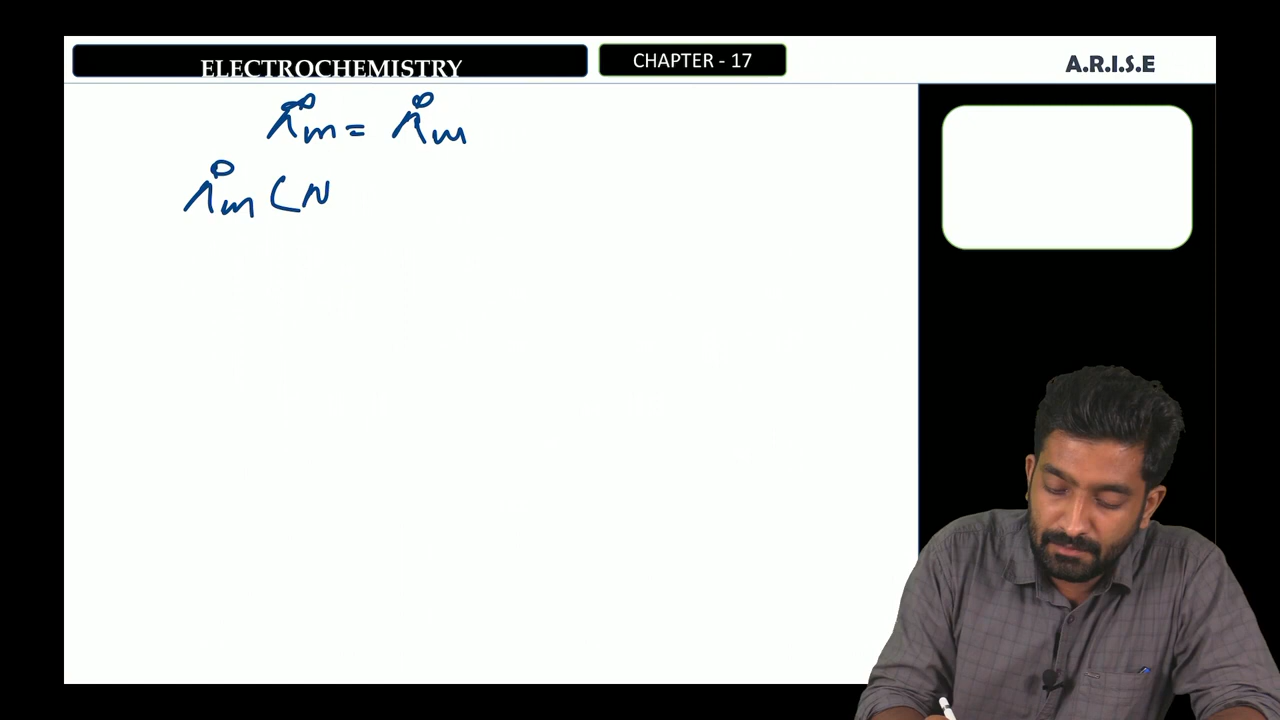 ELECTROCHEMISTRY
CHAPTER - 17
A.R.I.S.E
Λ°°m = Λ°m
Λ°m (N